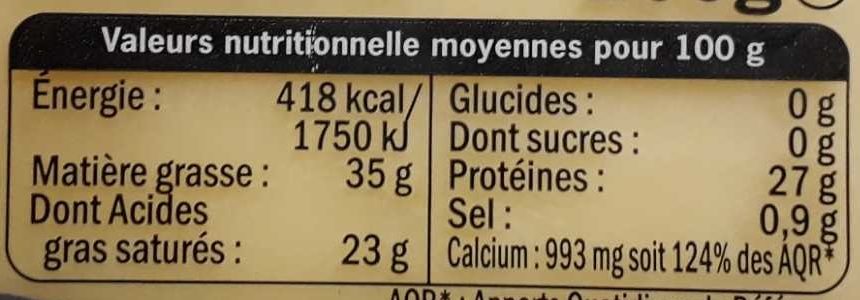 Valeurs nutritionnelle moyennes pour 100 g
Énergie : 418 kcal/
1750 kJ
Matière grasse : 35 g
Dont Acides
gras saturés : 23 g
Glucides : 0 g
Dont sucres : 0 g
Protéines : 27 g
Sel : 0,9 g
Calcium : 993 mg soit 124% des AQR*